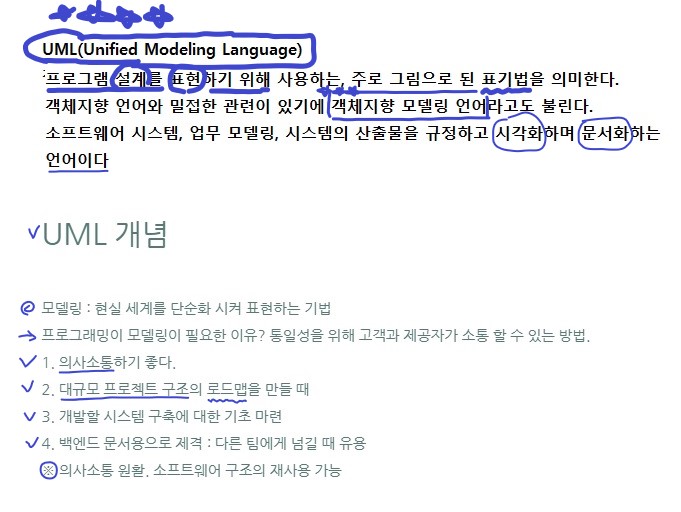 UML(Unified Modeling Language)
프로그램 설계를 표현하기 위해 사용하는, 주로 그림으로 된 표기법을 의미한다.
객체지향 언어와 밀접한 관련이 있기에 객체지향 모델링 언어라고도 불린다.
소프트웨어 시스템, 업무 모델링, 시스템의 산출물을 규정하고 시각화하며 문서화하는
언어이다
UML 개념
모델링 : 현실 세계를 단순화 시켜 표현하는 기법
프로그래밍이 모델링이 필요한 이유? 통일성을 위해 고객과 제공자가 소통 할 수 있는 방법.
1. 의사소통하기 좋다.
2. 대규모 프로젝트 구조의 로드맵을 만들 때
3. 개발할 시스템 구축에 대한 기초 마련
4. 백엔드 문서용으로 제격 : 다른 팀에게 넘길 때 유용
※의사소통 원활. 소프트웨어 구조의 재사용 가능